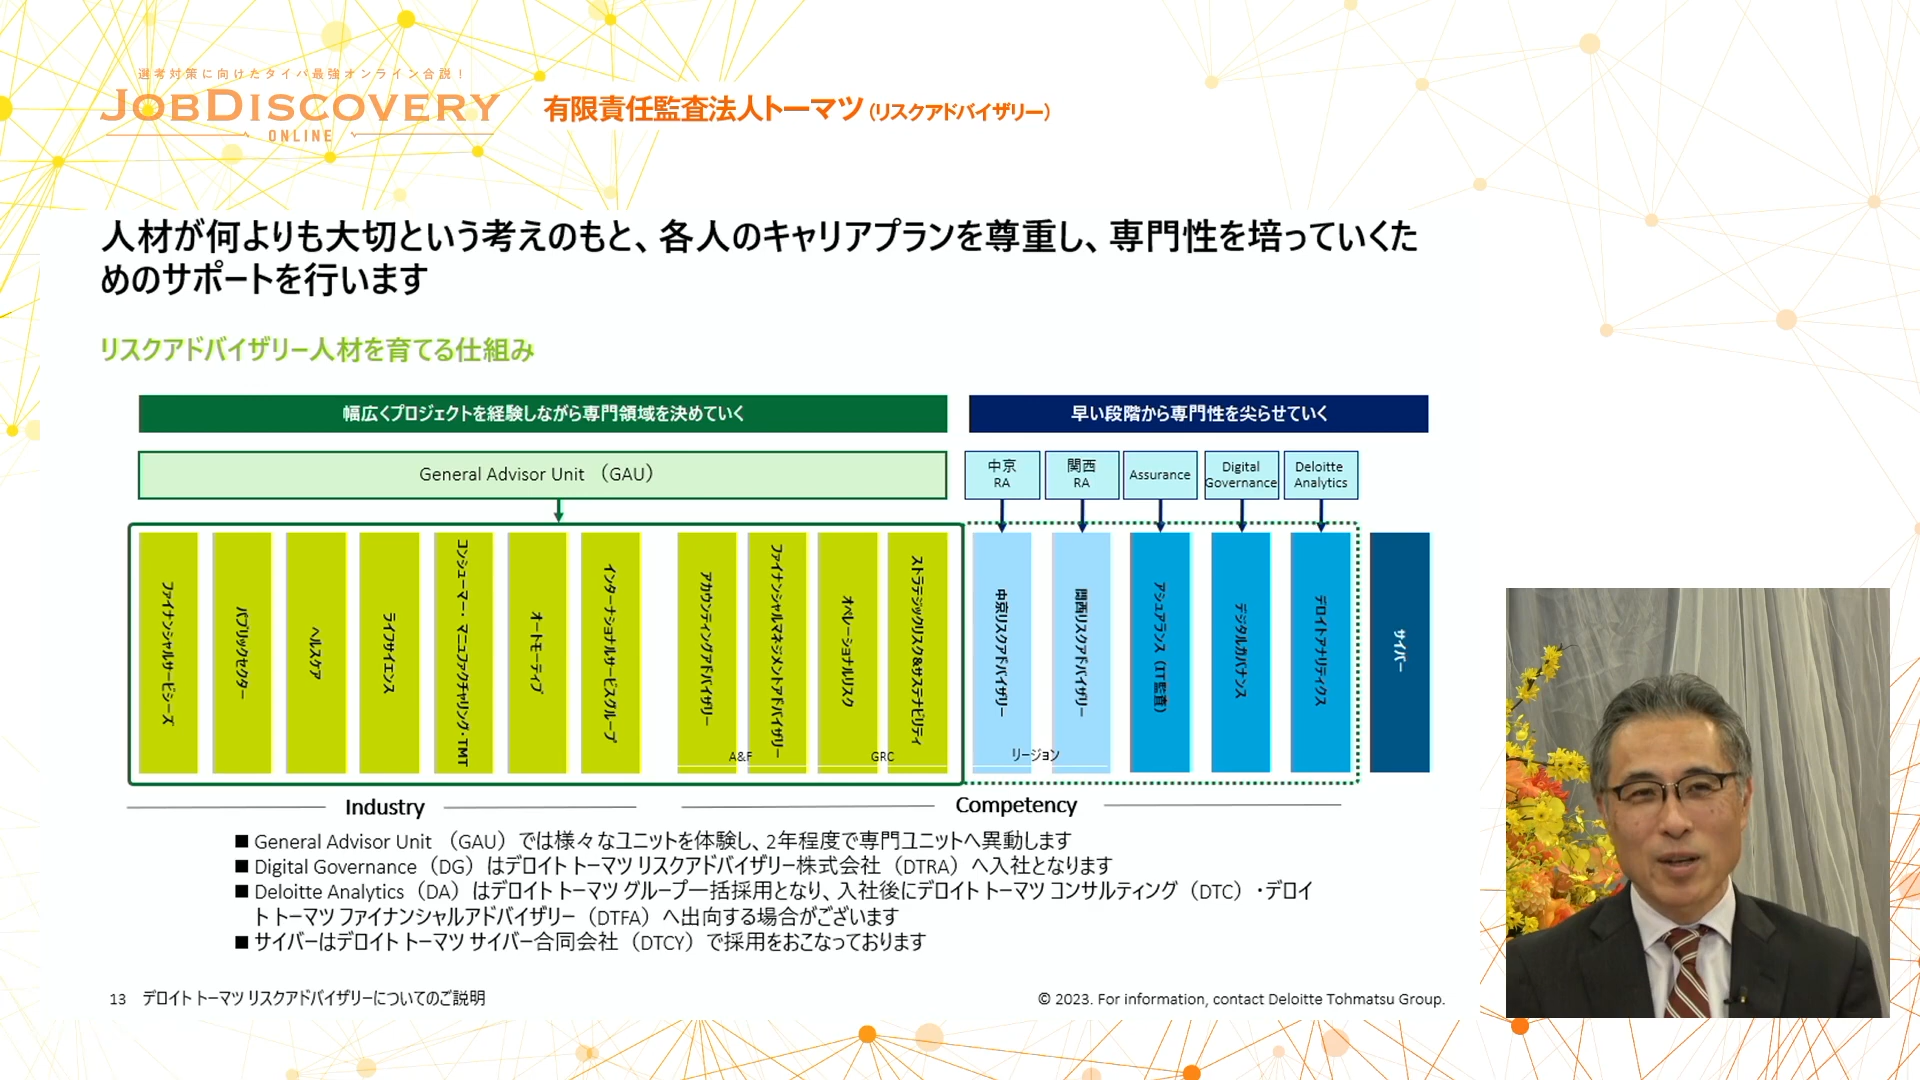 選考対策に向けたタイパ最強オンライン合説！
JOBDISCOVERY
ONLINE
有限責任監査法人トーマツ（リスクアドバイザリー）
人材が何よりも大切という考えのもと、各人のキャリアプランを尊重し、専門性を培っていくた
めのサポートを行います
リスクアドバイザリー人材を育てる仕組み
幅広くプロジェクトを経験しながら専門領域を決めていく
早い段階から専門性を尖らせていく
General Advisor Unit （GAU）
中京
RA
関西
RA
Assurance
Digital
Governance
Deloitte
Analytics
ファイナンシャルサービシーズ
パブリックセクター
ヘルスケア
ライフサイエンス
コンシューマー・マニュファクチャリング・TMT
オートモーティブ
インターナショナルサービスグループ
アカウンティングアドバイザリー
ファイナンシャルマネジメントアドバイザリー
オペレーショナルリスク
ストラテジックリスク&サステナビリティ
中京リスクアドバイザリー
関西リスクアドバイザリー
アシュアランス（IT監査）
デジタルガバナンス
デロイトアナリティクス
サイバー
A&F
GRC
リージョン
Industry
Competency
■ General Advisor Unit （GAU）では様々なユニットを体験し、2年程度で専門ユニットへ異動します
■ Digital Governance（DG）はデロイト トーマツ リスクアドバイザリー株式会社（DTRA）へ入社となります
■ Deloitte Analytics（DA）はデロイト トーマツ グループ一括採用となり、入社後にデロイト トーマツ コンサルティング（DTC）・デロイ
ト トーマツ ファイナンシャルアドバイザリー（DTFA）へ出向する場合がございます
■ サイバーはデロイト トーマツ サイバー合同会社（DTCY）で採用をおこなっております
13 デロイト トーマツ リスクアドバイザリーについてのご説明
© 2023. For information, contact Deloitte Tohmatsu Group.